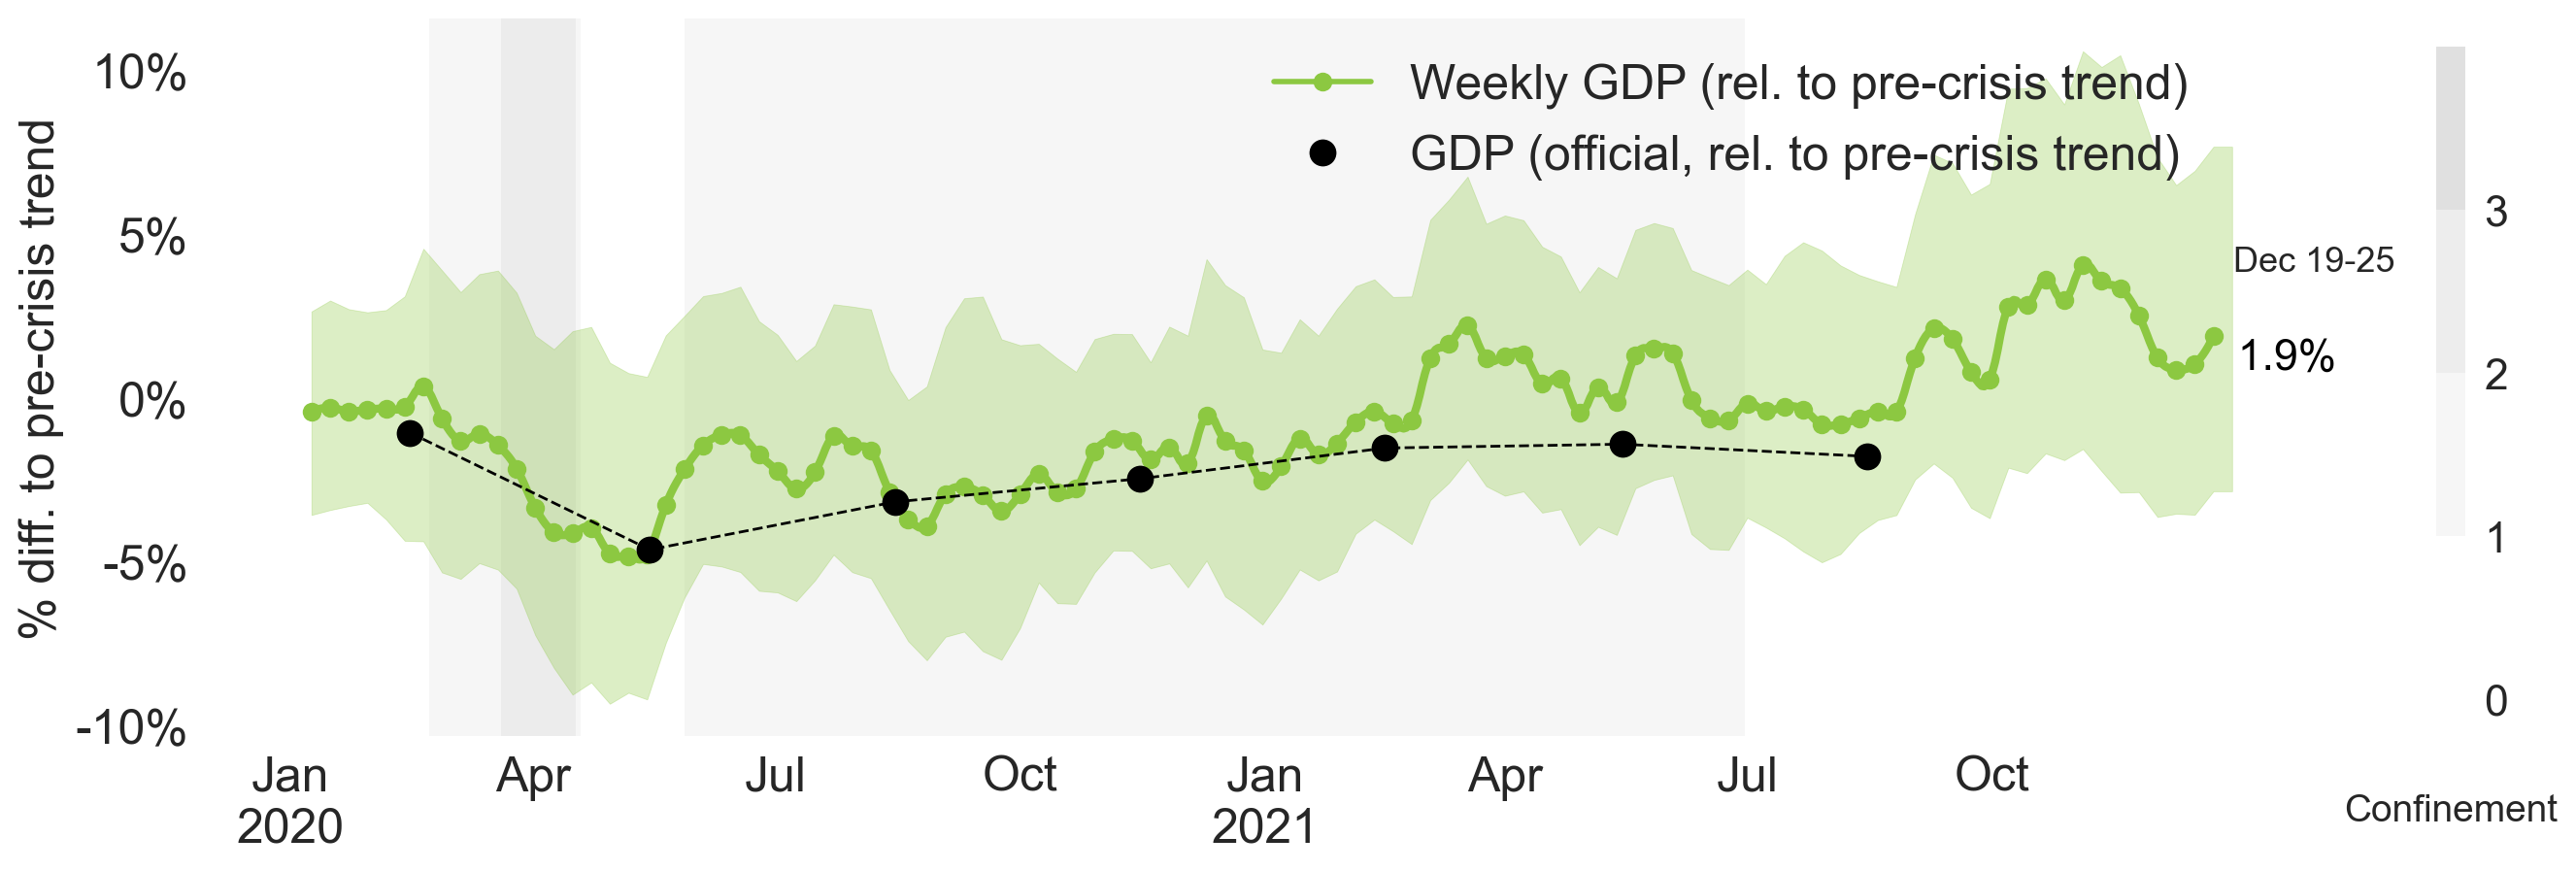 % diff. to pre-crisis trend
10%
5%
0%
-5%
-10%
Weekly GDP (rel. to pre-crisis trend)
GDP (official, rel. to pre-crisis trend)
Dec 19-25
1.9%
3
2
1
0
Confinement
Jan Apr Jul Oct Jan Apr Jul Oct
2020 2021